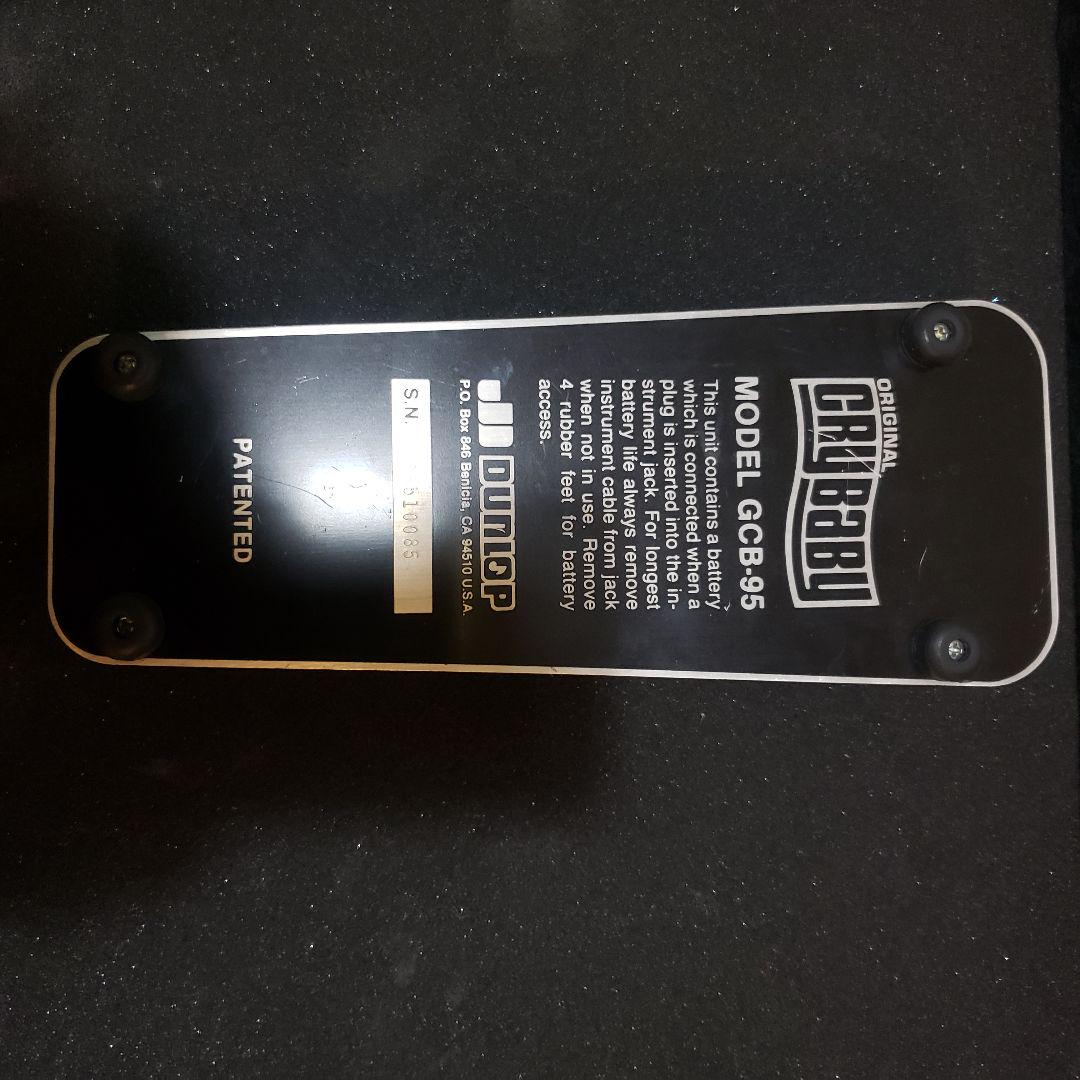 ORIGINAL
CRY BABY
MODEL GCB-95
This unit contains a battery
which is connected when a
plug is inserted into the in-
strument jack. For longest
battery life always remove
instrument cable from jack
when not in use. Remove
4 rubber feet for battery
access.
JD DUNLOP
P.O. Box 846 Benicia, CA 94510 U.S.A.
S.N. 510085
PATENTED